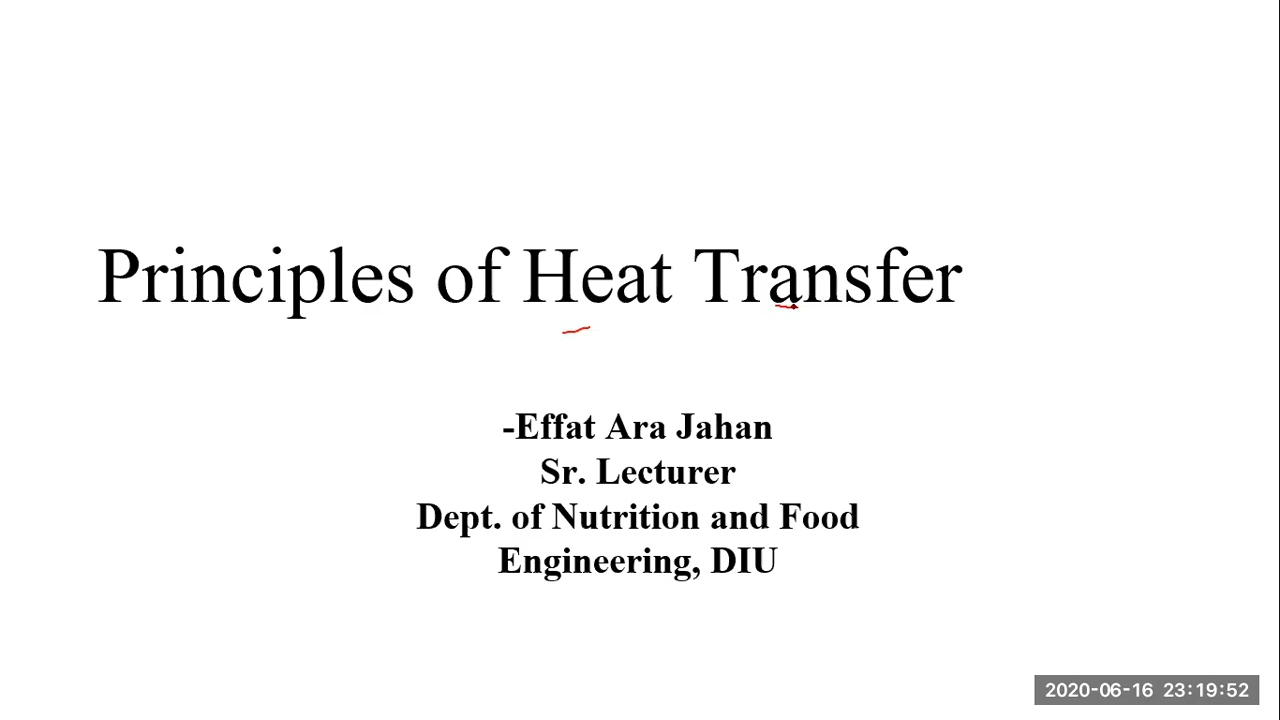 Principles of Heat Transfer
-Effat Ara Jahan
Sr. Lecturer
Dept. of Nutrition and Food
Engineering, DIU
2020-06-16 23:19:52